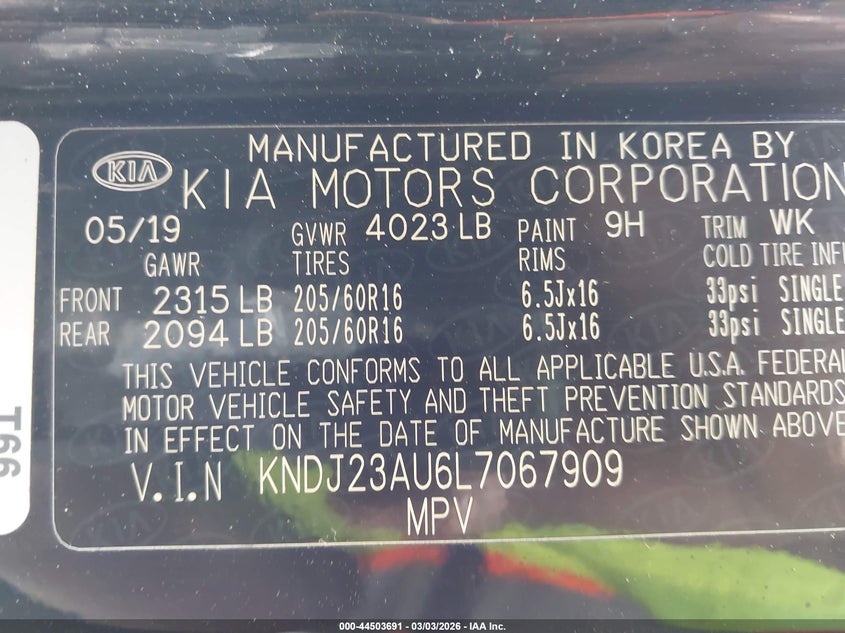 MANUFACTURED IN KOREA BY
KIA
KIA MOTORS CORPORATION
05/19 GVWR 4023 LB PAINT 9H TRIM WK
GAWR TIRES RIMS COLD TIRE INFL
FRONT 2315 LB 205/60R16 6.5Jx16 33psi SINGLE
REAR 2094 LB 205/60R16 6.5Jx16 33psi SINGLE
THIS VEHICLE CONFORMS TO ALL APPLICABLE U.S.A. FEDERAL
MOTOR VEHICLE SAFETY AND THEFT PREVENTION STANDARDS
IN EFFECT ON THE DATE OF MANUFACTURE SHOWN ABOVE
V.I.N KNDJ23AU6L7067909
MPV
000-44503691 - 03/03/2026 - IAA Inc.